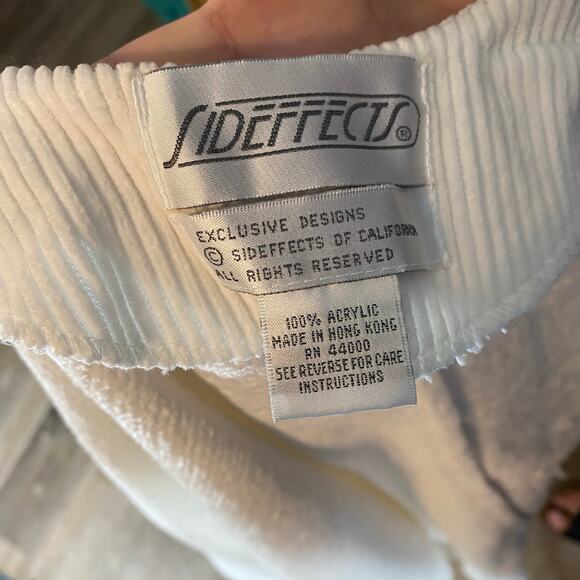 SIDEFFECTS ®
EXCLUSIVE DESIGNS
© SIDEFFECTS OF CALIFORNIA
ALL RIGHTS RESERVED
100% ACRYLIC
MADE IN HONG KONG
RN 44000
SEE REVERSE FOR CARE
INSTRUCTIONS